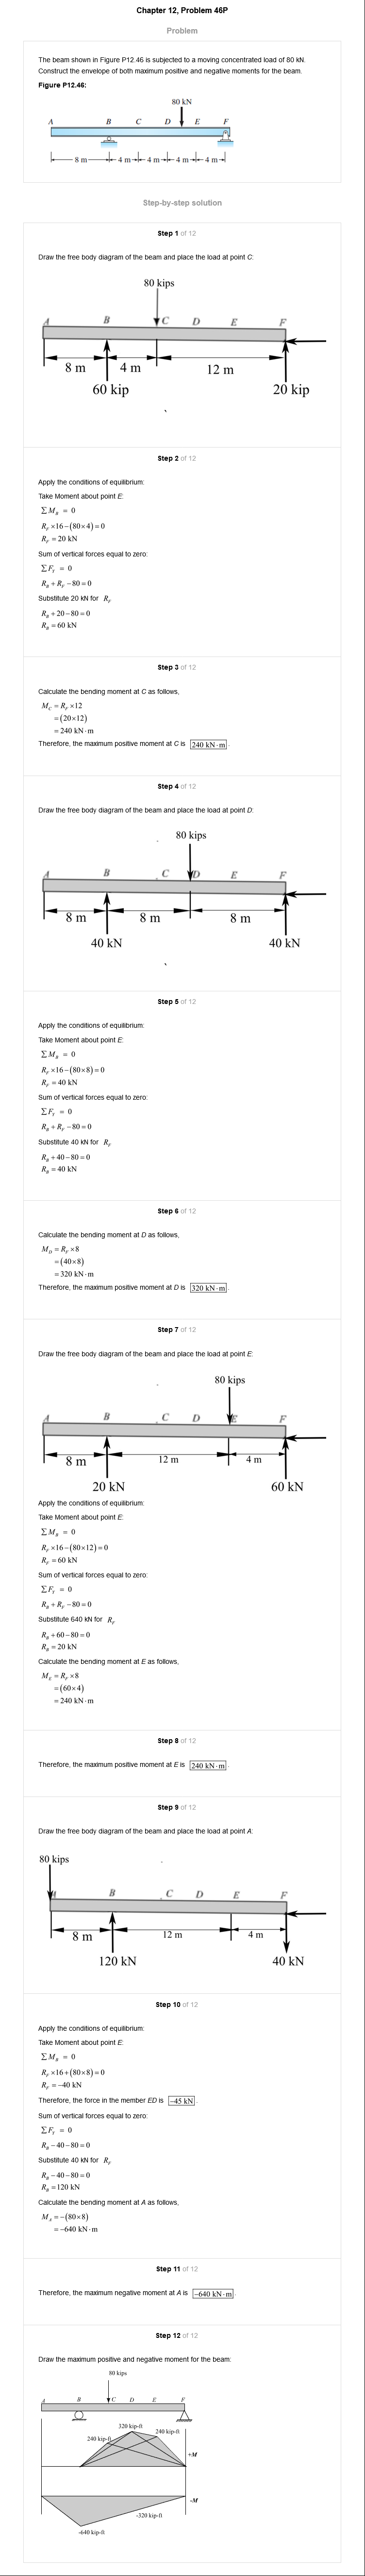 Chapter 12, Problem 46P
Problem
The beam shown in Figure P12.46 is subjected to a moving concentrated load of 80 kN.
Construct the envelope of both maximum positive and negative moments for the beam.
Figure P12.46:
80 kN
A B C D E F
8 m 4 m 4 m 4 m 4 m
Step-by-step solution
Step 1 of 12
Draw the free body diagram of the beam and place the load at point C:
80 kips
A B C D E F
8 m 4 m 12 m
60 kip 20 kip
Step 2 of 12
Apply the conditions of equilibrium:
Take Moment about point E:
∑M_B = 0
R_F×16−(80×4)=0
R_F = 20 kN
Sum of vertical forces equal to zero:
∑F_Y = 0
R_B + R_F −80=0
Substitute 20 kN for R_F
R_B +20−80=0
R_B = 60 kN
Step 3 of 12
Calculate the bending moment at C as follows,
M_C = R_F ×12
=(20×12)
=240 kN·m
Therefore, the maximum positive moment at C is 240 kN·m.
Step 4 of 12
Draw the free body diagram of the beam and place the load at point D:
80 kips
A B C D E F
8 m 8 m 8 m
40 kN 40 kN
Step 5 of 12
Apply the conditions of equilibrium:
Take Moment about point E:
∑M_B = 0
R_F×16−(80×8)=0
R_F = 40 kN
Sum of vertical forces equal to zero:
∑F_Y = 0
R_B + R_F −80=0
Substitute 40 kN for R_F
R_B +40−80=0
R_B = 40 kN
Step 6 of 12
Calculate the bending moment at D as follows,
M_D = R_F ×8
=(40×8)
=320 kN·m
Therefore, the maximum positive moment at D is 320 kN·m.
Step 7 of 12
Draw the free body diagram of the beam and place the load at point E:
80 kips
A B C D E F
8 m 12 m 4 m
20 kN 60 kN
Apply the conditions of equilibrium:
Take Moment about point E:
∑M_B = 0
R_F×16−(80×12)=0
R_F = 60 kN
Sum of vertical forces equal to zero:
∑F_Y = 0
R_B + R_F −80=0
Substitute 640 kN for R_F
R_B +60−80=0
R_B = 20 kN
Calculate the bending moment at E as follows,
M_E = R_F ×8
=(60×4)
=240 kN·m
Step 8 of 12
Therefore, the maximum positive moment at E is 240 kN·m.
Step 9 of 12
Draw the free body diagram of the beam and place the load at point A:
80 kips
A B C D E F
8 m 12 m 4 m
120 kN 40 kN
Step 10 of 12
Apply the conditions of equilibrium:
Take Moment about point E:
∑M_B = 0
R_F×16+(80×8)=0
R_F = −40 kN
Therefore, the force in the member ED is −45 kN.
Sum of vertical forces equal to zero:
∑F_Y = 0
R_B −40−80=0
Substitute 40 kN for R_F
R_B −40−80=0
R_B =120 kN
Calculate the bending moment at A as follows,
M_A =−(80×8)
=−640 kN·m
Step 11 of 12
Therefore, the maximum negative moment at A is −640 kN·m.
Step 12 of 12
Draw the maximum positive and negative moment for the beam:
80 kips
A B C D E F
320 kip-ft
240 kip-ft 240 kip-ft
+M
-M
-320 kip-ft
-640 kip-ft